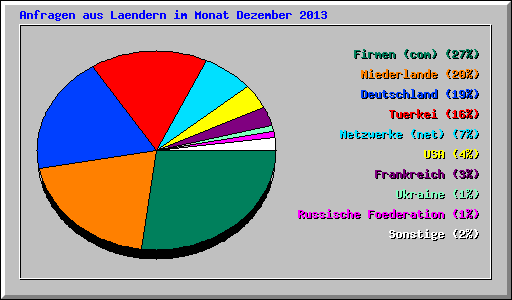 Anfragen aus Laendern im Monat Dezember 2013
Firmen (com) (27%)
Niederlande (20%)
Deutschland (19%)
Tuerkei (16%)
Netzwerke (net) (7%)
USA (4%)
Frankreich (3%)
Ukraine (1%)
Russische Foederation (1%)
Sonstige (2%)